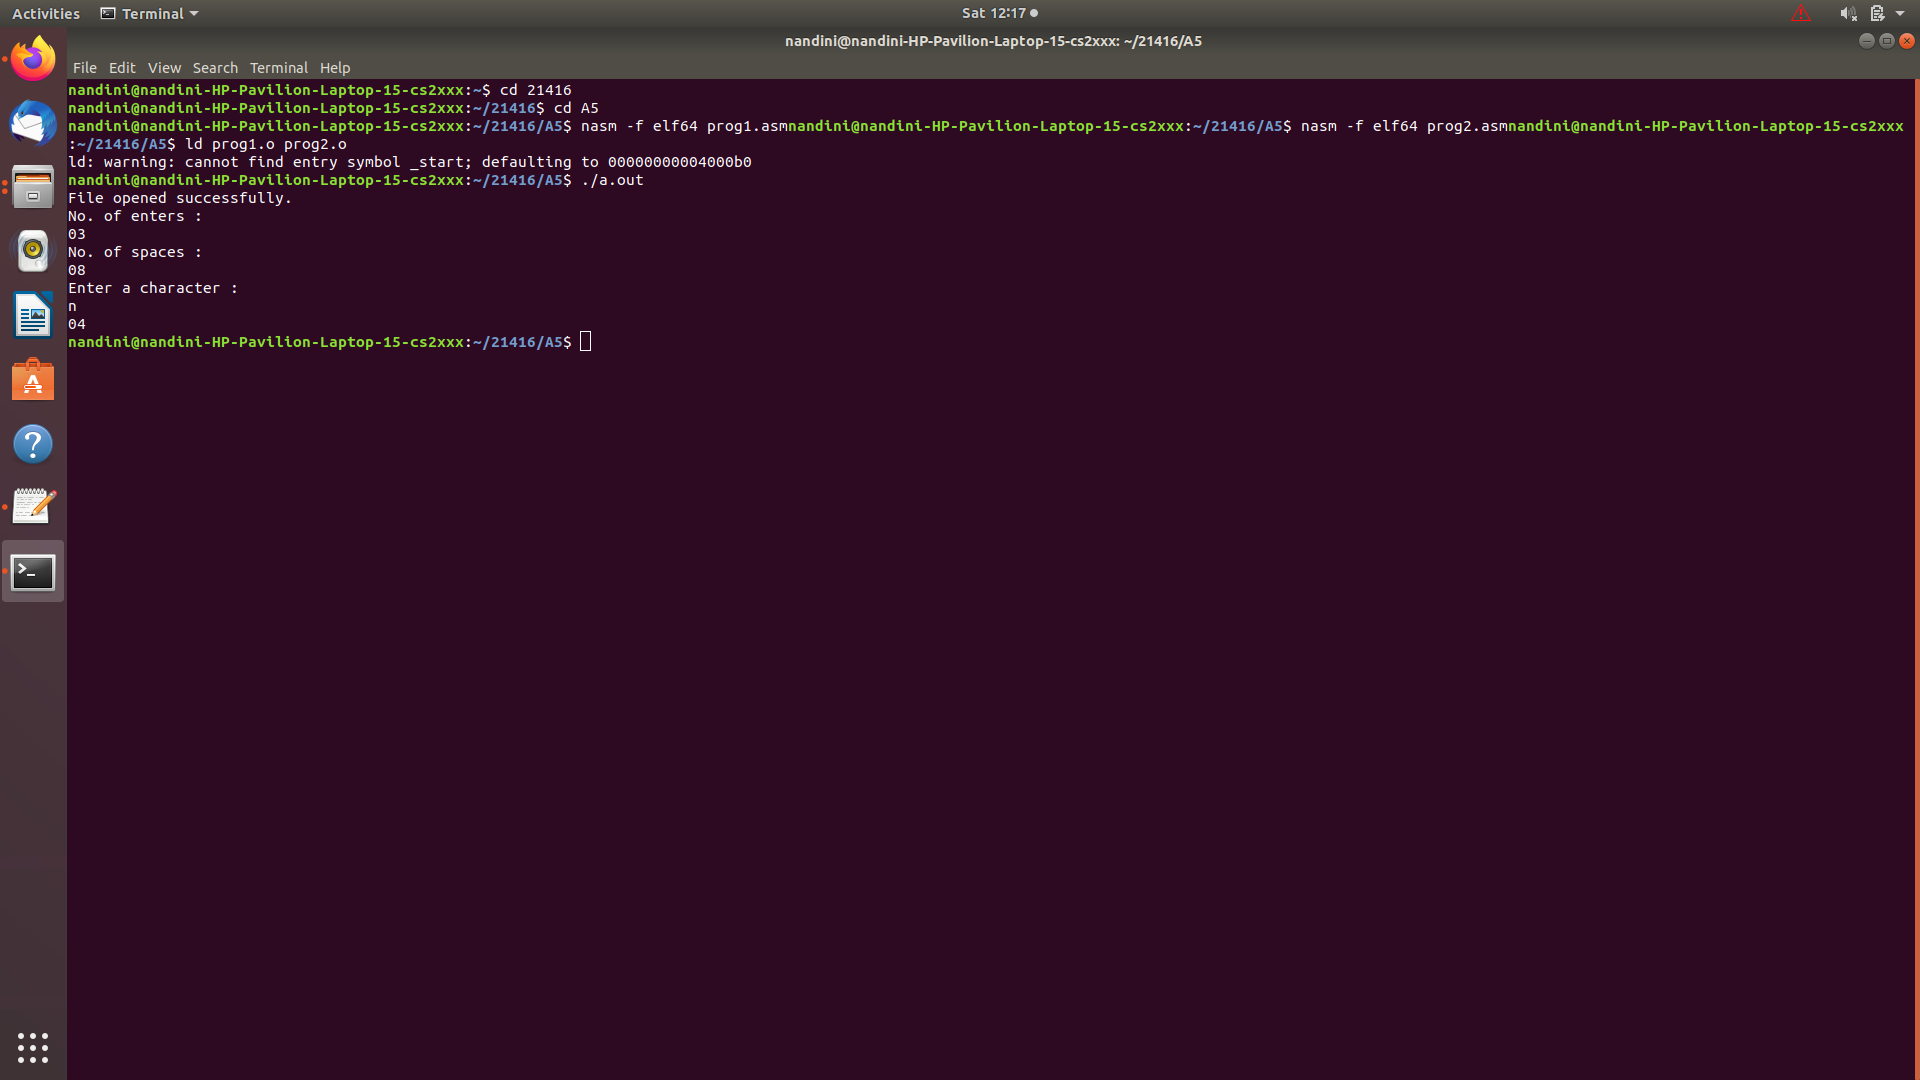 Activities Terminal Sat 12:17
nandini@nandini-HP-Pavilion-Laptop-15-cs2xxx: ~/21416/A5
File Edit View Search Terminal Help
nandini@nandini-HP-Pavilion-Laptop-15-cs2xxx:~$ cd 21416
nandini@nandini-HP-Pavilion-Laptop-15-cs2xxx:~/21416$ cd A5
nandini@nandini-HP-Pavilion-Laptop-15-cs2xxx:~/21416/A5$ nasm -f elf64 prog1.asmnandini@nandini-HP-Pavilion-Laptop-15-cs2xxx:~/21416/A5$ nasm -f elf64 prog2.asmnandini@nandini-HP-Pavilion-Laptop-15-cs2xxx
:~/21416/A5$ ld prog1.o prog2.o
ld: warning: cannot find entry symbol _start; defaulting to 00000000004000b0
nandini@nandini-HP-Pavilion-Laptop-15-cs2xxx:~/21416/A5$ ./a.out
File opened successfully.
No. of enters :
03
No. of spaces :
08
Enter a character :
n
04
nandini@nandini-HP-Pavilion-Laptop-15-cs2xxx:~/21416/A5$